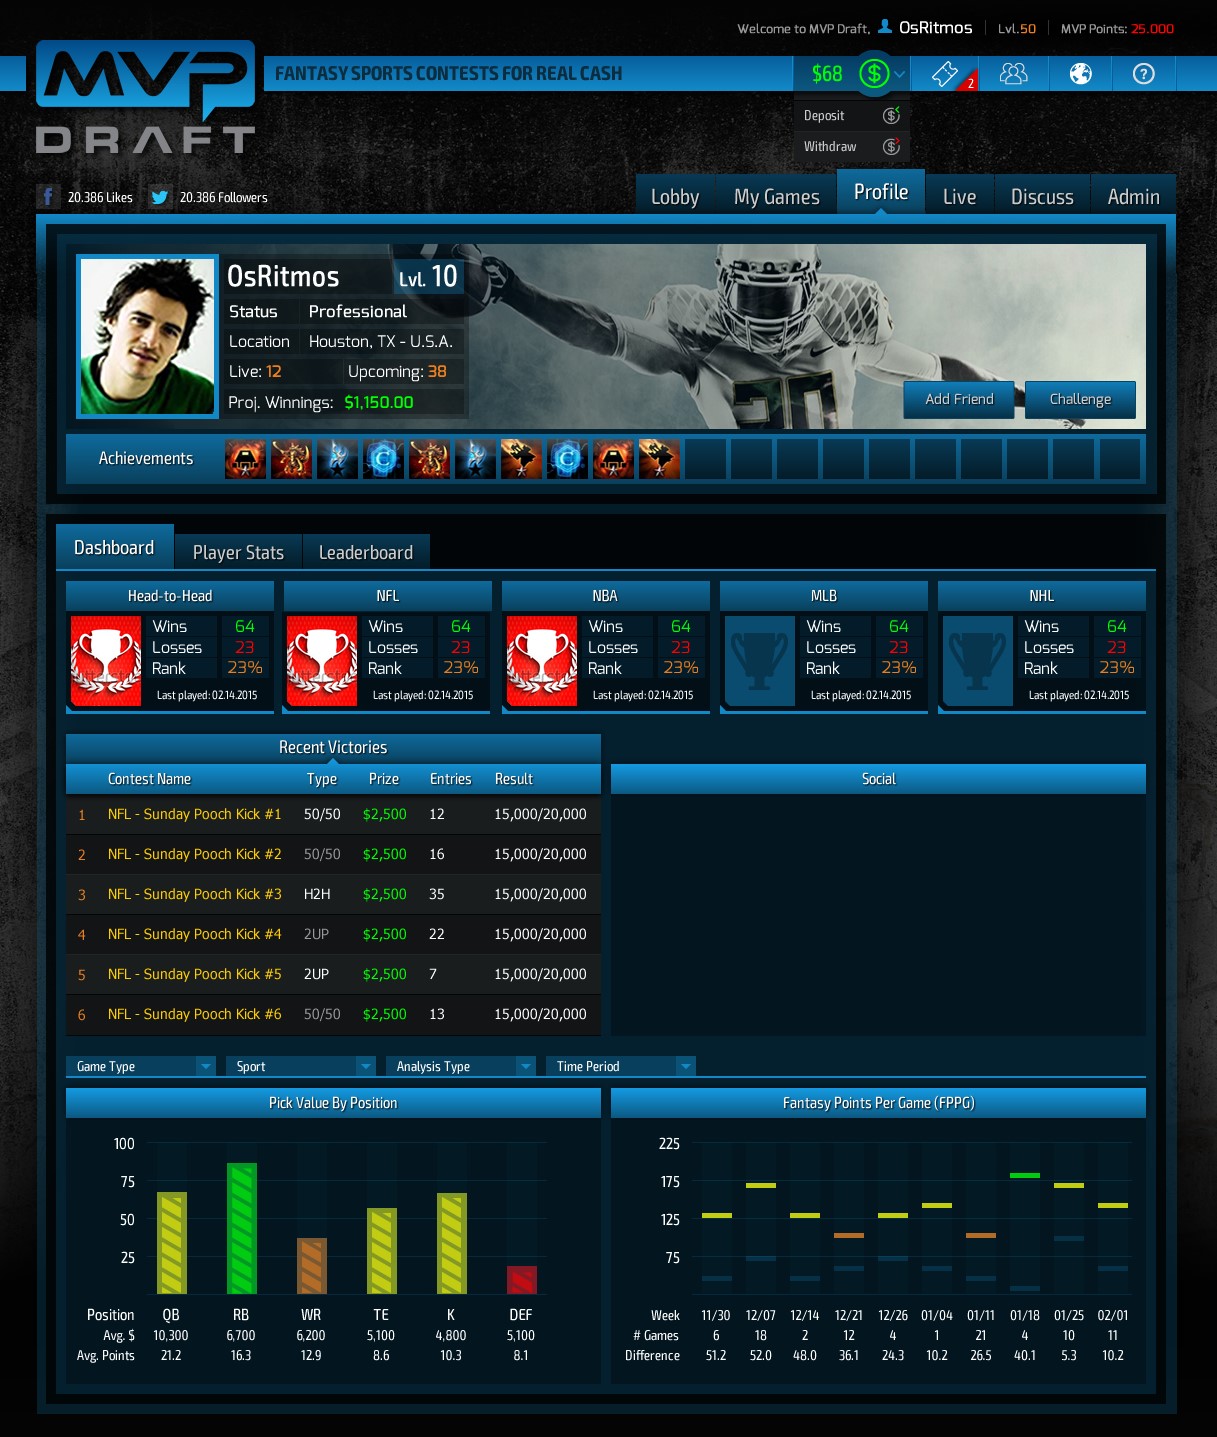 Welcome to MVP Draft, OsRitmos Lvl.50 MVP Points: 25.000
MVP
DRAFT
FANTASY SPORTS CONTESTS FOR REAL CASH
$68
2
Deposit
Withdraw
20.386 Likes 20.386 Followers
Lobby My Games Profile Live Discuss Admin
OsRitmos Lvl. 10
Status Professional
Location Houston, TX - U.S.A.
Live: 12 Upcoming: 38
Proj. Winnings: $1,150.00
Add Friend Challenge
Achievements
Dashboard Player Stats Leaderboard
Head-to-Head NFL NBA MLB NHL
Wins 64 Wins 64 Wins 64 Wins 64 Wins 64
Losses 23 Losses 23 Losses 23 Losses 23 Losses 23
Rank 23% Rank 23% Rank 23% Rank 23% Rank 23%
Last played: 02.14.2015 Last played: 02.14.2015 Last played: 02.14.2015 Last played: 02.14.2015 Last played: 02.14.2015
Recent Victories
Contest Name Type Prize Entries Result
1 NFL - Sunday Pooch Kick #1 50/50 $2,500 12 15,000/20,000
2 NFL - Sunday Pooch Kick #2 50/50 $2,500 16 15,000/20,000
3 NFL - Sunday Pooch Kick #3 H2H $2,500 35 15,000/20,000
4 NFL - Sunday Pooch Kick #4 2UP $2,500 22 15,000/20,000
5 NFL - Sunday Pooch Kick #5 2UP $2,500 7 15,000/20,000
6 NFL - Sunday Pooch Kick #6 50/50 $2,500 13 15,000/20,000
Social
Game Type Sport Analysis Type Time Period
Pick Value By Position
100
75
50
25
Position QB RB WR TE K DEF
Avg. $ 10,300 6,700 6,200 5,100 4,800 5,100
Avg. Points 21.2 16.3 12.9 8.6 10.3 8.1
Fantasy Points Per Game (FPPG)
225
175
125
75
Week 11/30 12/07 12/14 12/21 12/26 01/04 01/11 01/18 01/25 02/01
# Games 6 18 2 12 4 1 21 4 10 11
Difference 51.2 52.0 48.0 36.1 24.3 10.2 26.5 40.1 5.3 10.2